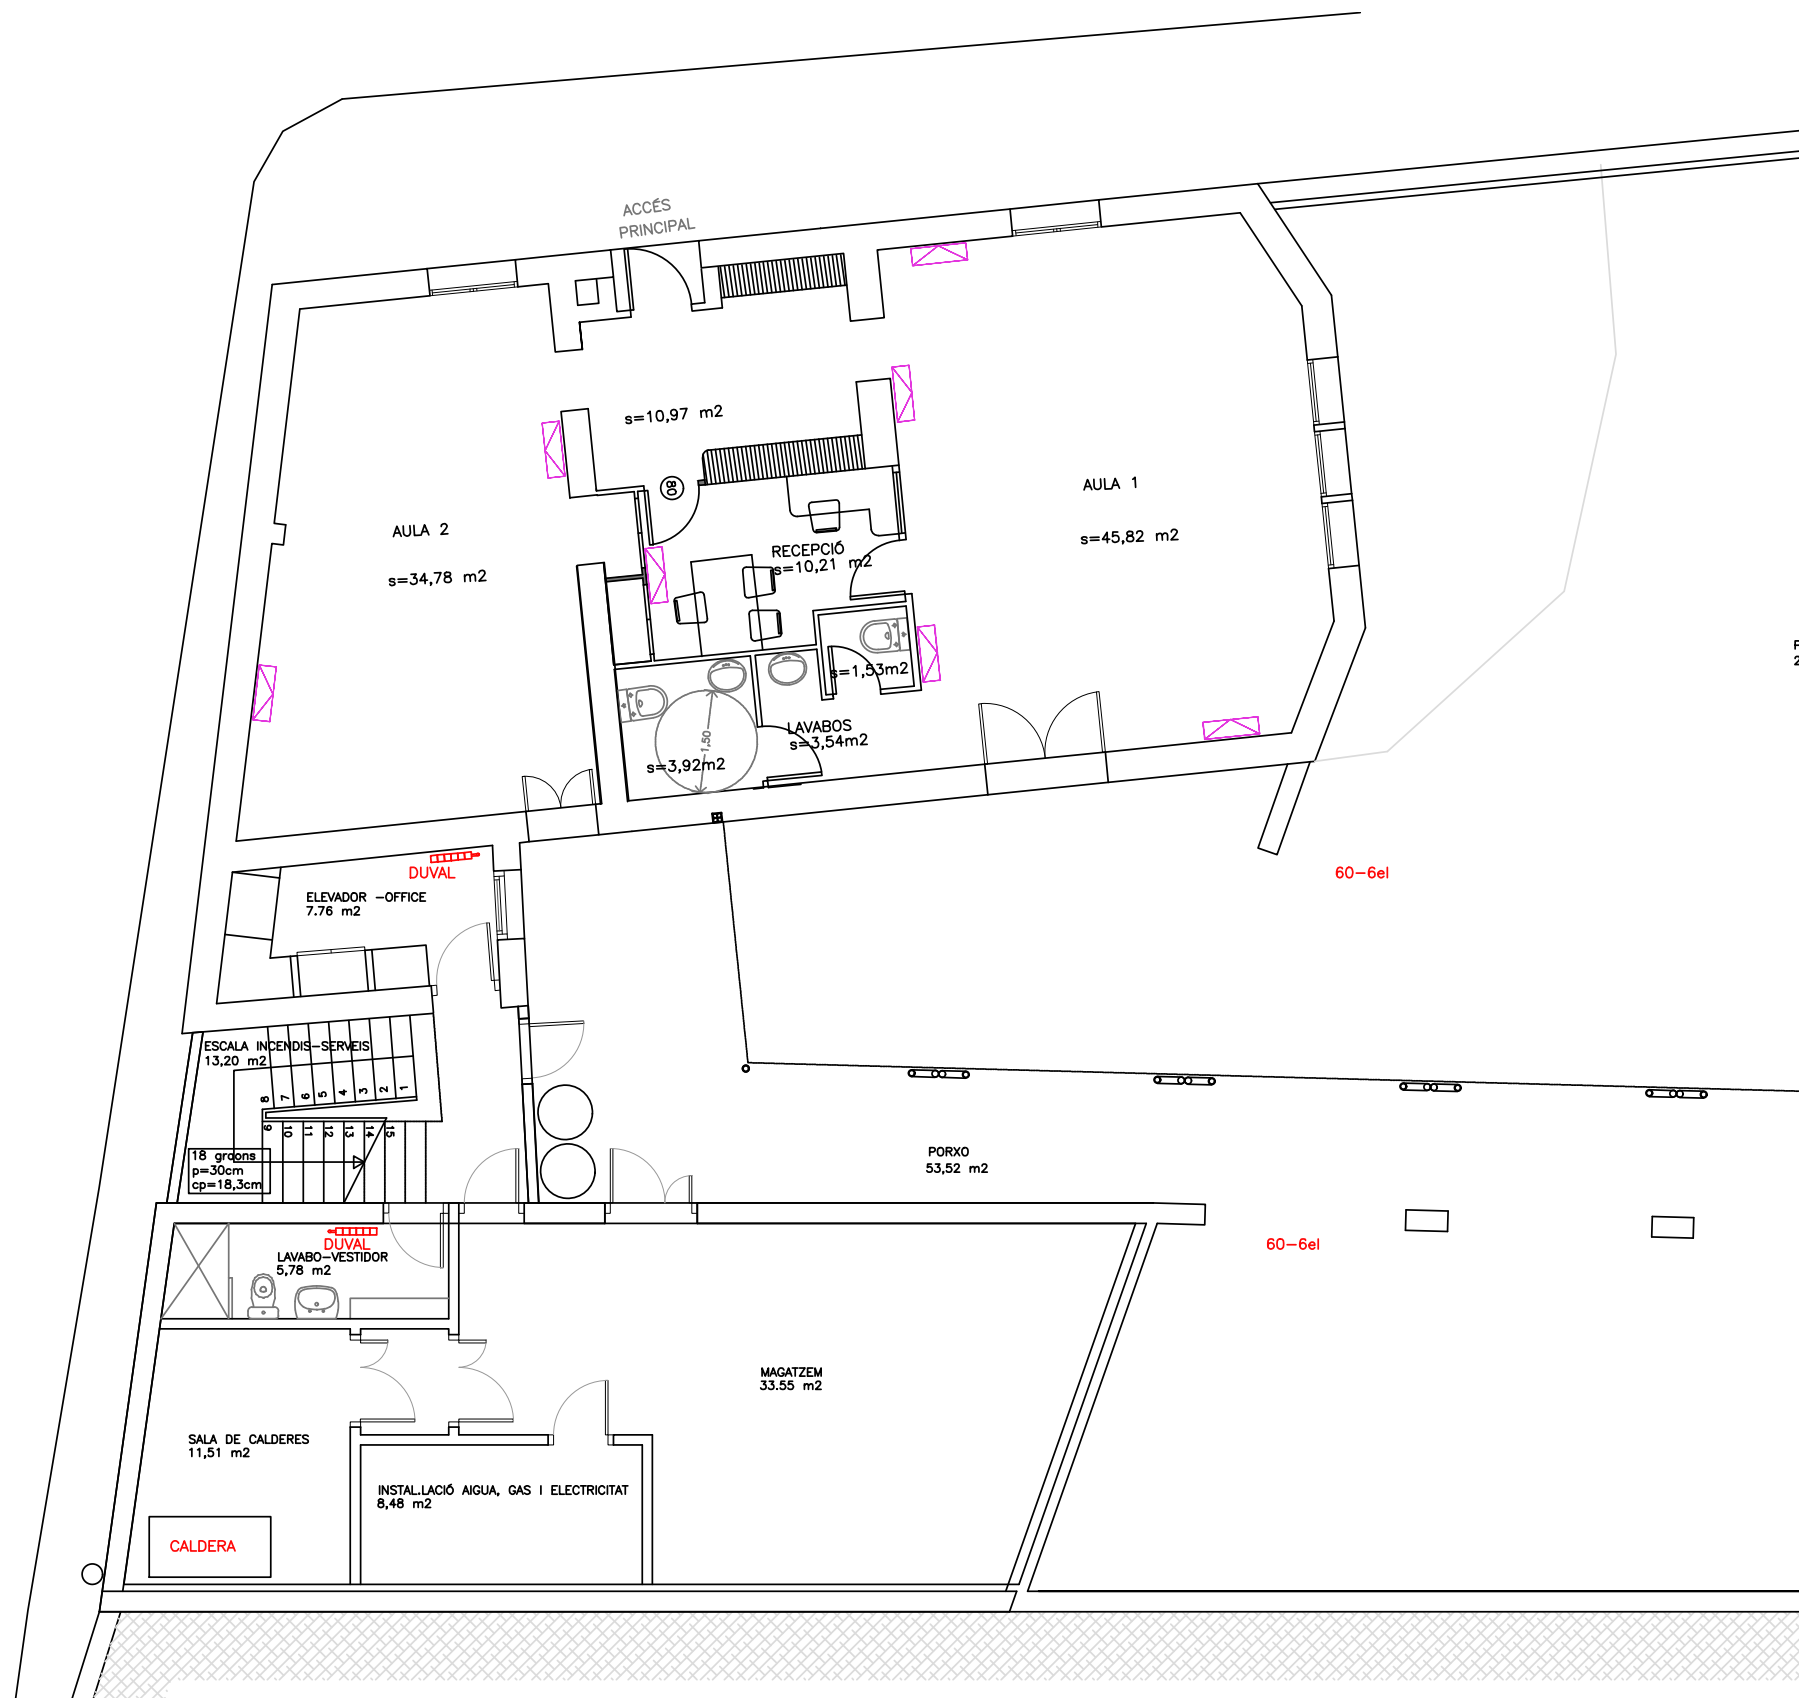 ACCÉS
PRINCIPAL
s=10,97 m2
80
AULA 1
s=45,82 m2
AULA 2
s=34,78 m2
RECEPCIÓ
s=10,21 m2
s=1,53m2
LAVABOS
s=3,54m2
1,50
s=3,92m2
DUVAL
ELEVADOR -OFFICE
7.76 m2
60-6el
ESCALA INCENDIS-SERVEIS
13,20 m2
8
7
6
5
4
3
2
1
9
10
11
12
13
14
15
18 graons
p=30cm
cp=18,3cm
PORXO
53,52 m2
60-6el
DUVAL
LAVABO-VESTIDOR
5,78 m2
MAGATZEM
33.55 m2
SALA DE CALDERES
11,51 m2
INSTAL.LACIÓ AIGUA, GAS I ELECTRICITAT
8,48 m2
CALDERA